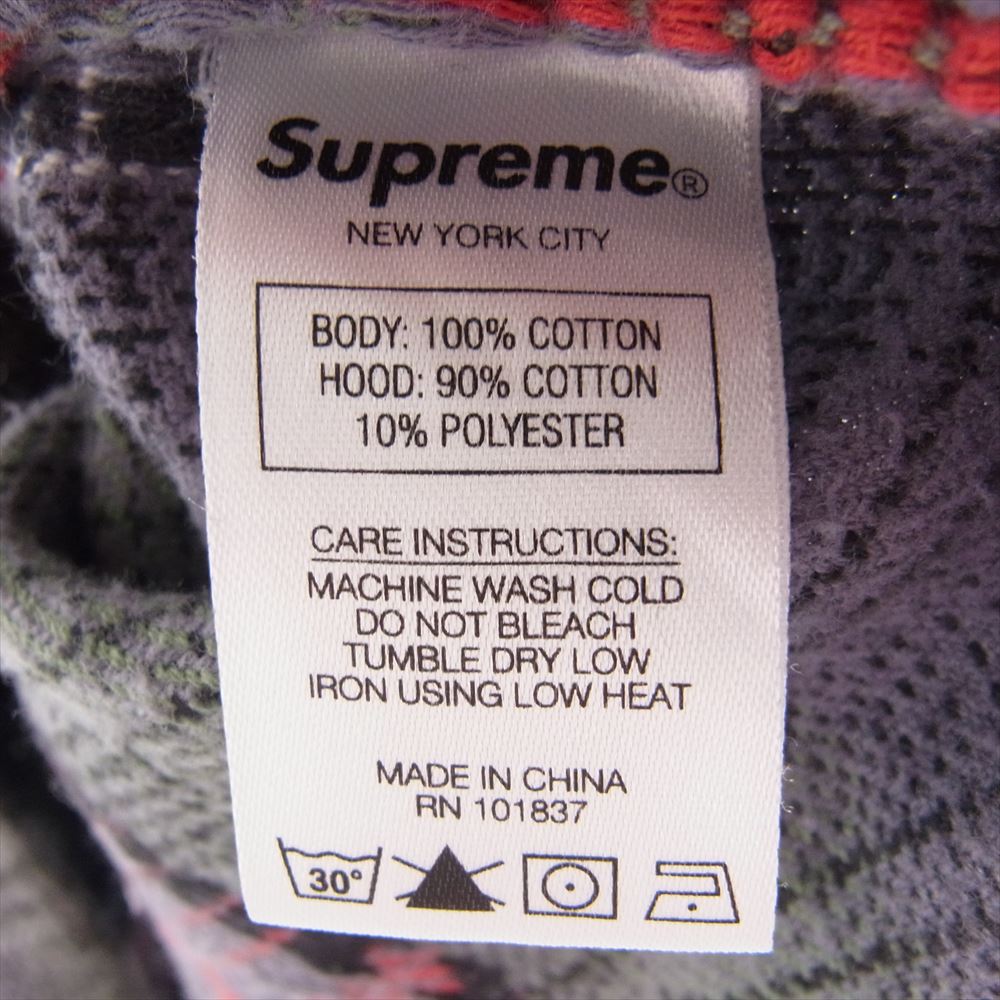 Supreme®
NEW YORK CITY
BODY: 100% COTTON
HOOD: 90% COTTON
10% POLYESTER
CARE INSTRUCTIONS:
MACHINE WASH COLD
DO NOT BLEACH
TUMBLE DRY LOW
IRON USING LOW HEAT
MADE IN CHINA
RN 101837
30°